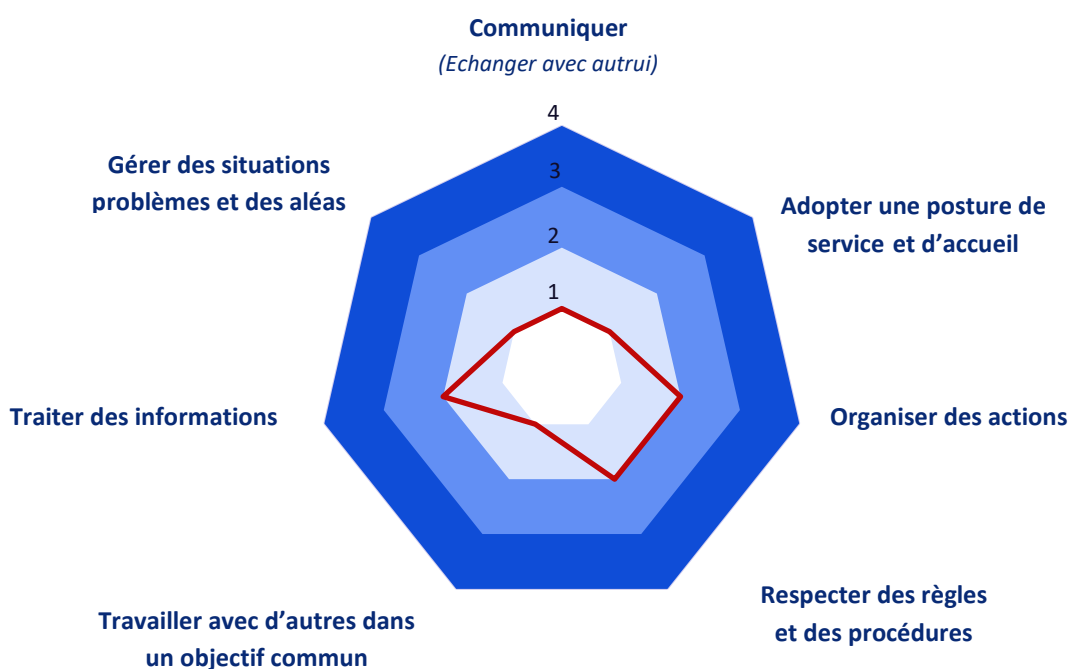 Communiquer
(Echanger avec autrui)
4
Gérer des situations
problèmes et des aléas
3
Adopter une posture de
service et d’accueil
2
1
Traiter des informations
Organiser des actions
Respecter des règles
et des procédures
Travailler avec d’autres dans
un objectif commun